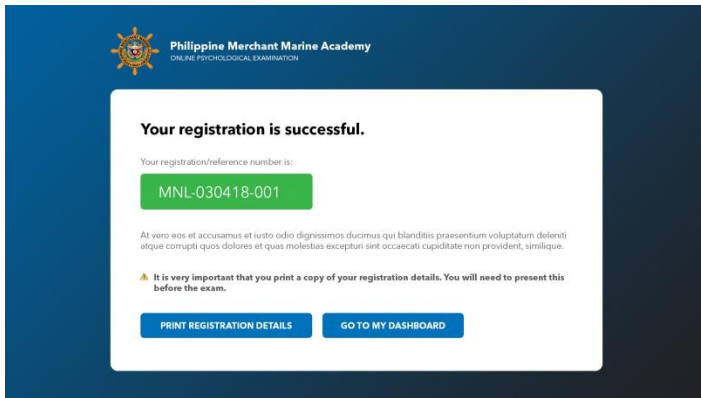 Philippine Merchant Marine Academy
ONLINE PSYCHOLOGICAL EXAMINATION
Your registration is successful.
Your registration/reference number is:
MNL-030418-001
At vero eos et accusamus et iusto odio dignissimos ducimus qui blanditiis praesentium voluptatum deleniti
atque corrupti quos dolores et quas molestias excepturi sint occaecati cupiditate non provident, similique.
It is very important that you print a copy of your registration details. You will need to present this
before the exam.
PRINT REGISTRATION DETAILS
GO TO MY DASHBOARD